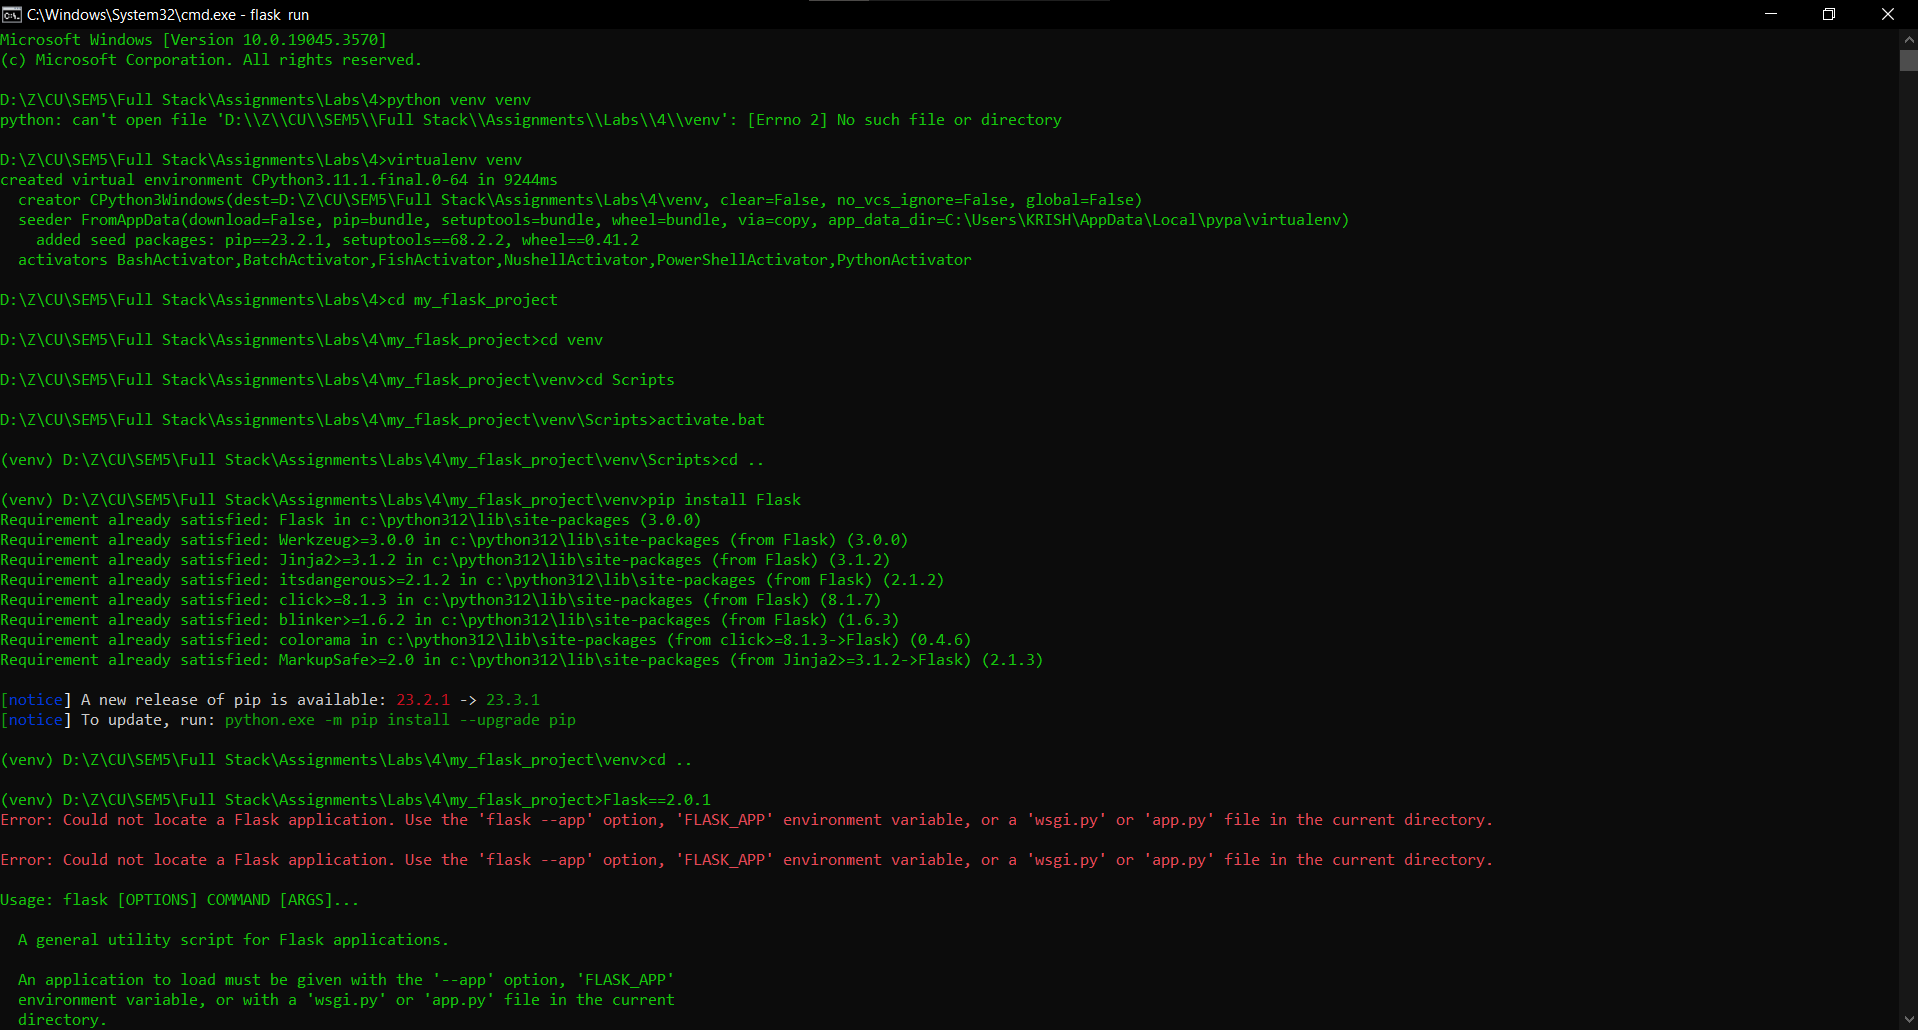 C:\Windows\System32\cmd.exe - flask  run
Microsoft Windows [Version 10.0.19045.3570]
(c) Microsoft Corporation. All rights reserved.
D:\Z\CU\SEM5\Full Stack\Assignments\Labs\4>python venv venv
python: can't open file 'D:\\Z\\CU\\SEM5\\Full Stack\\Assignments\\Labs\\4\\venv': [Errno 2] No such file or directory
D:\Z\CU\SEM5\Full Stack\Assignments\Labs\4>virtualenv venv
created virtual environment CPython3.11.1.final.0-64 in 9244ms
  creator CPython3Windows(dest=D:\Z\CU\SEM5\Full Stack\Assignments\Labs\4\venv, clear=False, no_vcs_ignore=False, global=False)
  seeder FromAppData(download=False, pip=bundle, setuptools=bundle, wheel=bundle, via=copy, app_data_dir=C:\Users\KRISH\AppData\Local\pypa\virtualenv)
    added seed packages: pip==23.2.1, setuptools==68.2.2, wheel==0.41.2
  activators BashActivator,BatchActivator,FishActivator,NushellActivator,PowerShellActivator,PythonActivator
D:\Z\CU\SEM5\Full Stack\Assignments\Labs\4>cd my_flask_project
D:\Z\CU\SEM5\Full Stack\Assignments\Labs\4\my_flask_project>cd venv
D:\Z\CU\SEM5\Full Stack\Assignments\Labs\4\my_flask_project\venv>cd Scripts
D:\Z\CU\SEM5\Full Stack\Assignments\Labs\4\my_flask_project\venv\Scripts>activate.bat
(venv) D:\Z\CU\SEM5\Full Stack\Assignments\Labs\4\my_flask_project\venv\Scripts>cd ..
(venv) D:\Z\CU\SEM5\Full Stack\Assignments\Labs\4\my_flask_project\venv>pip install Flask
Requirement already satisfied: Flask in c:\python312\lib\site-packages (3.0.0)
Requirement already satisfied: Werkzeug>=3.0.0 in c:\python312\lib\site-packages (from Flask) (3.0.0)
Requirement already satisfied: Jinja2>=3.1.2 in c:\python312\lib\site-packages (from Flask) (3.1.2)
Requirement already satisfied: itsdangerous>=2.1.2 in c:\python312\lib\site-packages (from Flask) (2.1.2)
Requirement already satisfied: click>=8.1.3 in c:\python312\lib\site-packages (from Flask) (8.1.7)
Requirement already satisfied: blinker>=1.6.2 in c:\python312\lib\site-packages (from Flask) (1.6.3)
Requirement already satisfied: colorama in c:\python312\lib\site-packages (from click>=8.1.3->Flask) (0.4.6)
Requirement already satisfied: MarkupSafe>=2.0 in c:\python312\lib\site-packages (from Jinja2>=3.1.2->Flask) (2.1.3)
[notice] A new release of pip is available: 23.2.1 -> 23.3.1
[notice] To update, run: python.exe -m pip install --upgrade pip
(venv) D:\Z\CU\SEM5\Full Stack\Assignments\Labs\4\my_flask_project\venv>cd ..
(venv) D:\Z\CU\SEM5\Full Stack\Assignments\Labs\4\my_flask_project>Flask==2.0.1
Error: Could not locate a Flask application. Use the 'flask --app' option, 'FLASK_APP' environment variable, or a 'wsgi.py' or 'app.py' file in the current directory.
Error: Could not locate a Flask application. Use the 'flask --app' option, 'FLASK_APP' environment variable, or a 'wsgi.py' or 'app.py' file in the current directory.
Usage: flask [OPTIONS] COMMAND [ARGS]...
  A general utility script for Flask applications.
  An application to load must be given with the '--app' option, 'FLASK_APP'
  environment variable, or with a 'wsgi.py' or 'app.py' file in the current
  directory.